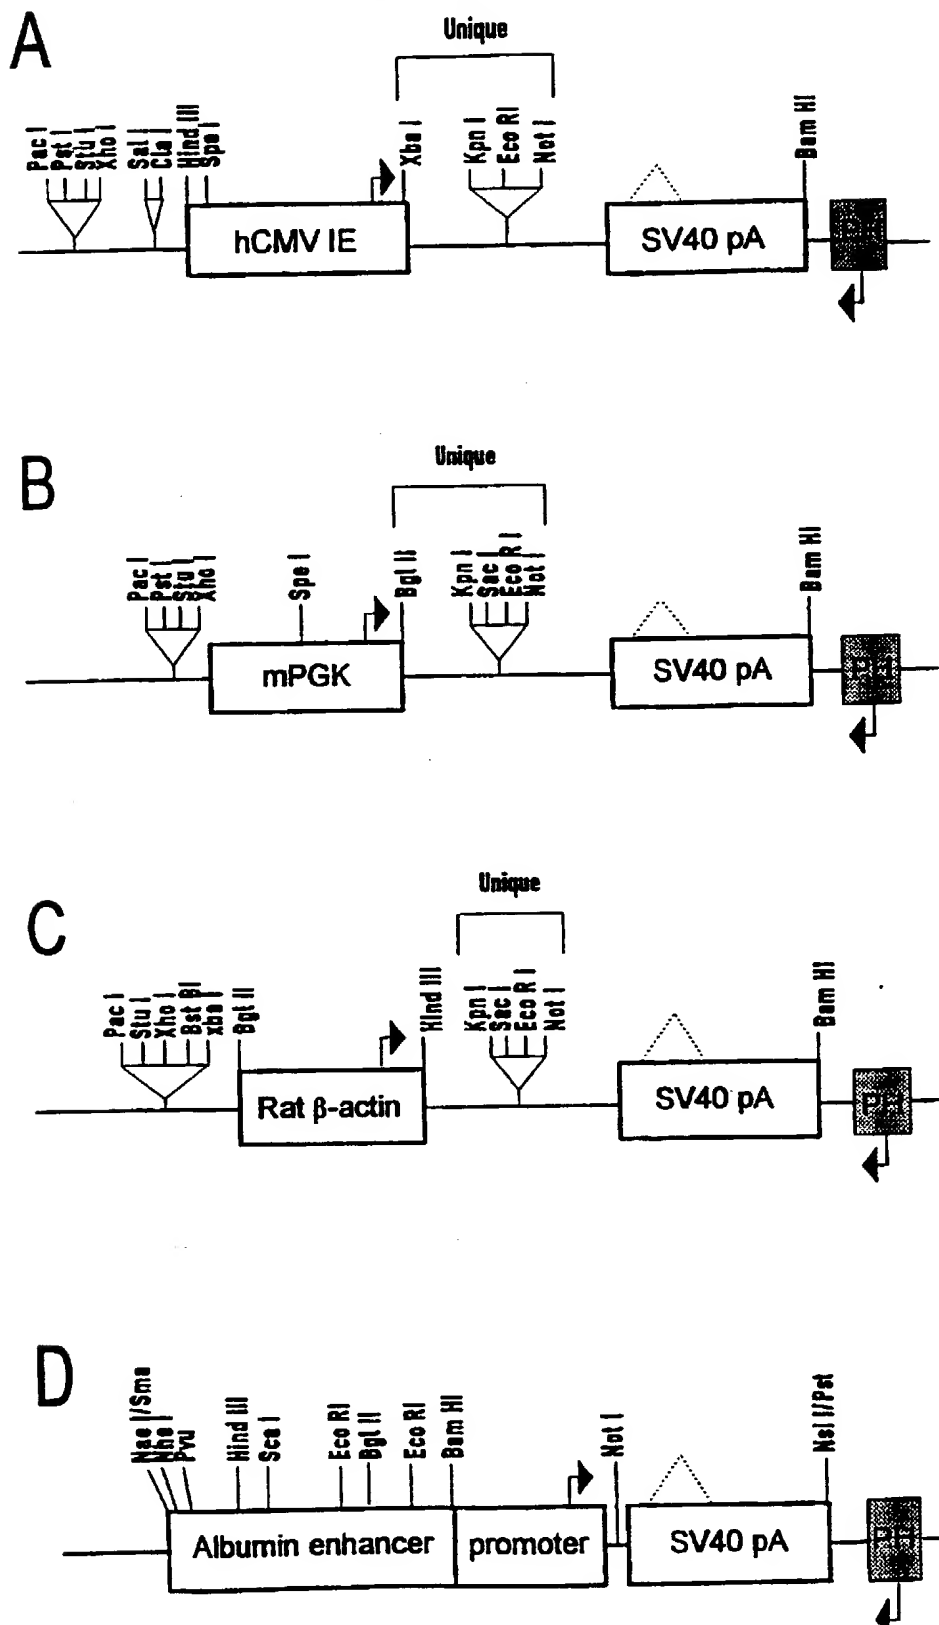 A
Unique
Pac I
Pst I
Stu I
Xho I
Sal I
Cla I
Hind III
Spe I
Xba I
Kpn I
Eco RI
Not I
Bam HI
hCMV IE
SV40 pA
PH
B
Unique
Pac I
Pst I
Stu I
Xho I
Spe I
Bgl II
Kpn I
Sac I
Eco R I
Not I
Bam HI
mPGK
SV40 pA
PH
C
Unique
Pac I
Stu I
Xho I
Bst BI
xba I
Bgl II
Hind III
Kpn I
Sac I
Eco R I
Not I
Bam HI
Rat β-actin
SV40 pA
PH
D
Nae I/Sma
Nhe I
Pvu
Hind III
Sca I
Eco RI
Bgl II
Eco RI
Bam HI
Not I
Nsi I/Pst
Albumin enhancer
promoter
SV40 pA
PH